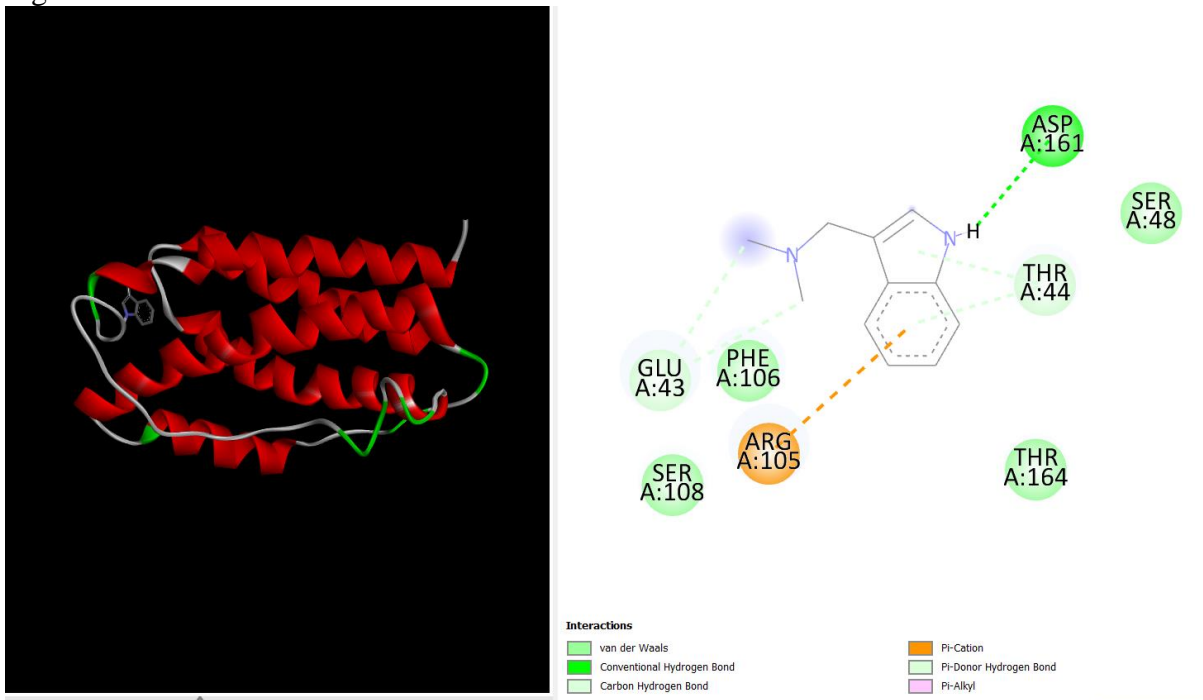 ASP
A:161
SER
A:48
N
H
N
THR
A:44
GLU
A:43
PHE
A:106
ARG
A:105
SER
A:108
THR
A:164
Interactions
van der Waals
Conventional Hydrogen Bond
Carbon Hydrogen Bond
Pi-Cation
Pi-Donor Hydrogen Bond
Pi-Alkyl